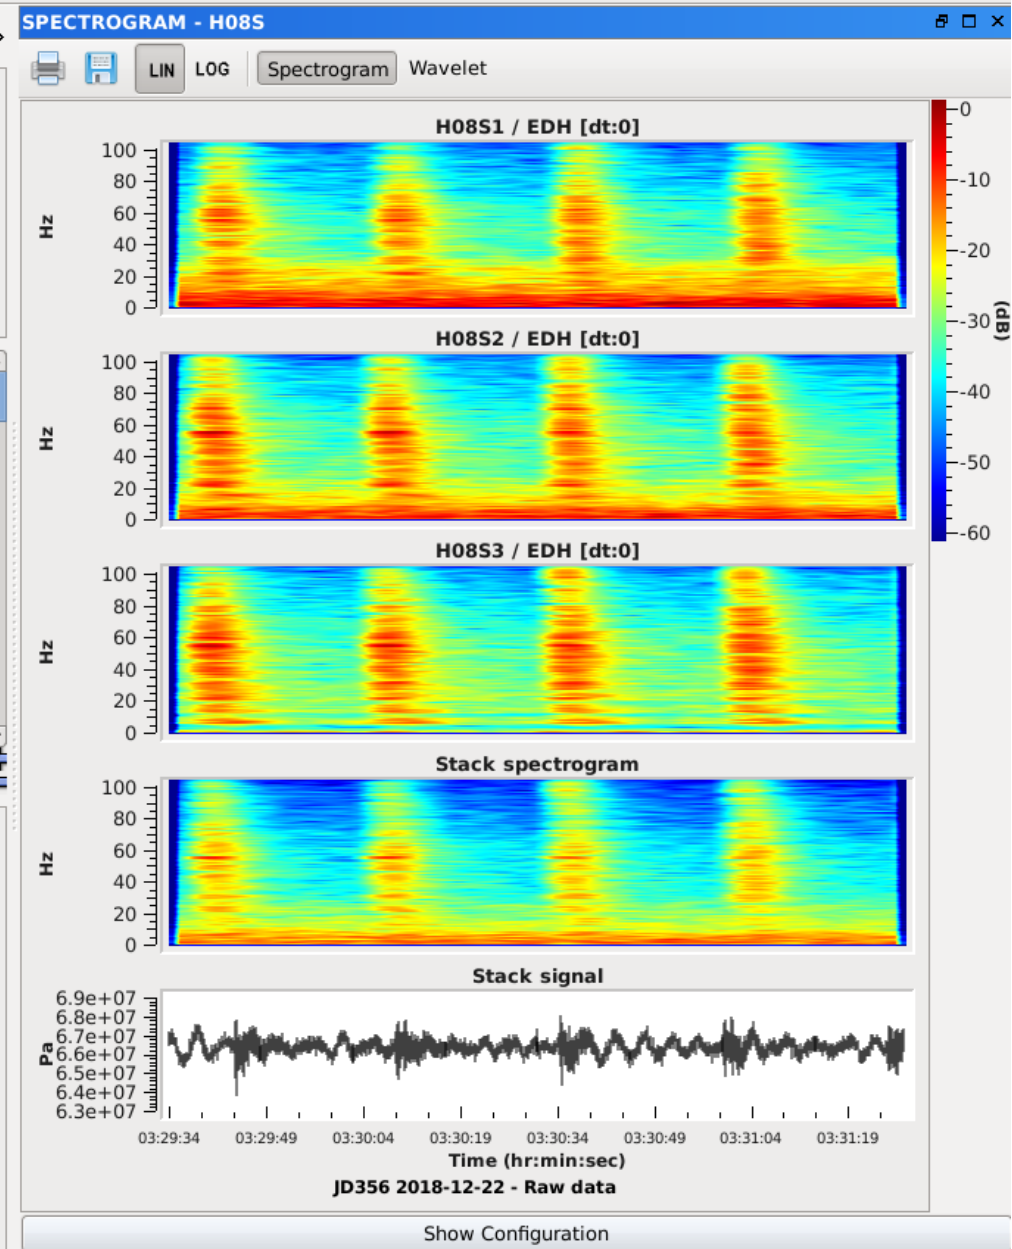 SPECTROGRAM - H08S
LIN LOG Spectrogram Wavelet
H08S1 / EDH [dt:0]
100
80
60
40
20
0
Hz
H08S2 / EDH [dt:0]
100
80
60
40
20
0
Hz
H08S3 / EDH [dt:0]
100
80
60
40
20
0
Hz
Stack spectrogram
100
80
60
40
20
0
Hz
0
-10
-20
-30
-40
-50
-60
(dB)
Stack signal
6.9e+07
6.8e+07
6.7e+07
6.6e+07
6.5e+07
6.4e+07
6.3e+07
Pa
03:29:34 03:29:49 03:30:04 03:30:19 03:30:34 03:30:49 03:31:04 03:31:19
Time (hr:min:sec)
JD356 2018-12-22 - Raw data
Show Configuration